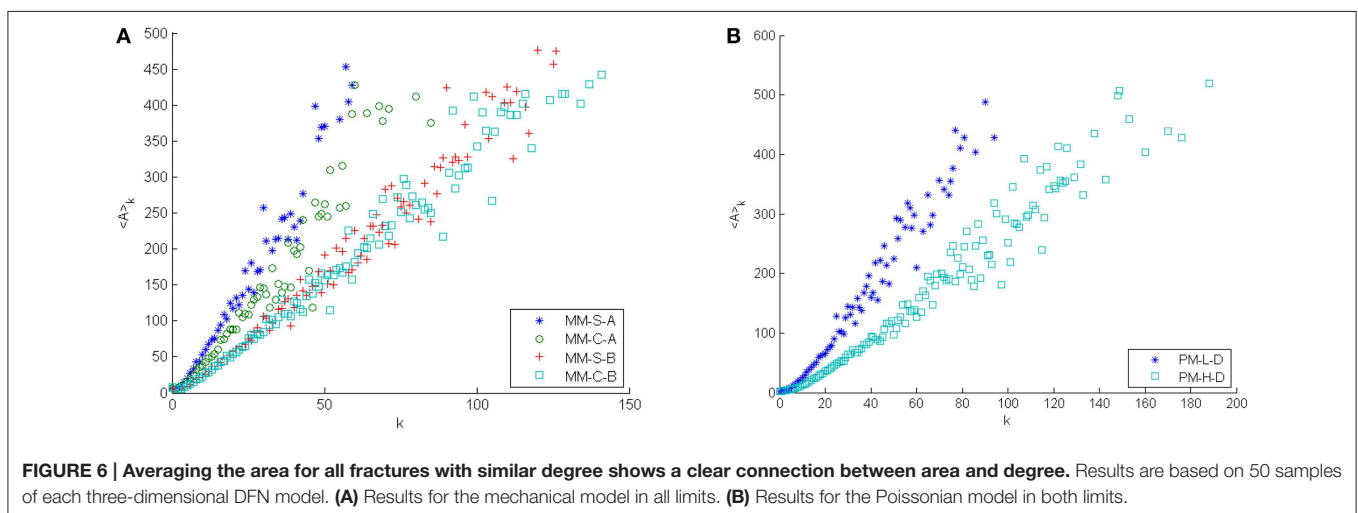 A
500
450
400
350
300
250
200
150
100
50
0
<A>k
0
50
100
150
k
MM-S-A
MM-C-A
MM-S-B
MM-C-B
B
600
500
400
300
200
100
0
<A>k
0
20
40
60
80
100
120
140
160
180
200
k
PM-L-D
PM-H-D
FIGURE 6 | Averaging the area for all fractures with similar degree shows a clear connection between area and degree. Results are based on 50 samples
of each three-dimensional DFN model. (A) Results for the mechanical model in all limits. (B) Results for the Poissonian model in both limits.